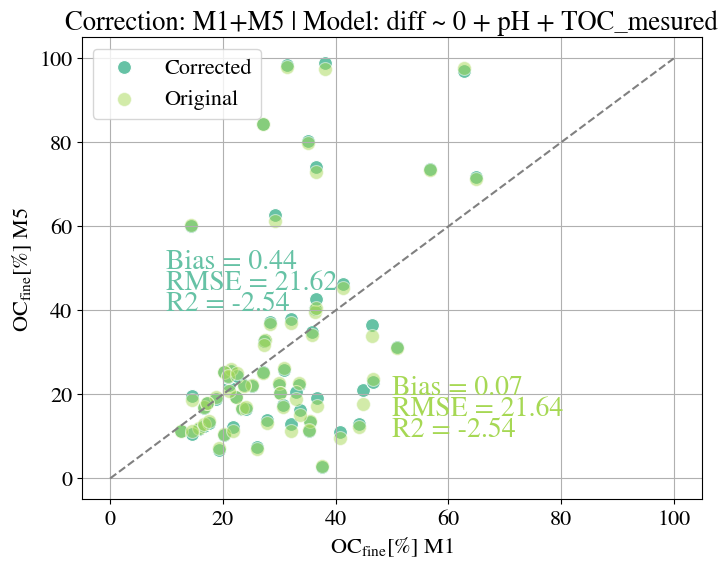 Correction: M1+M5 | Model: diff ~ 0 + pH + TOC_mesured
Corrected
Original
100
80
60
40
20
0
OCfine[%] M5
Bias = 0.44
RMSE = 21.62
R2 = -2.54
Bias = 0.07
RMSE = 21.64
R2 = -2.54
0 20 40 60 80 100
OCfine[%] M1